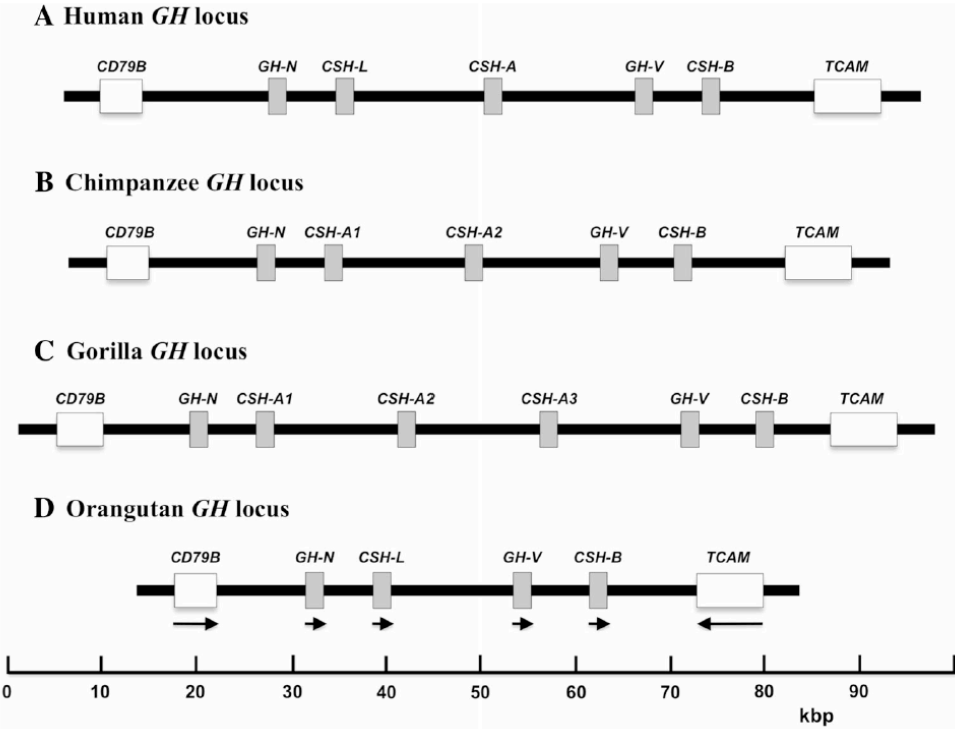 A Human GH locus
CD79B GH-N CSH-L CSH-A GH-V CSH-B TCAM
B Chimpanzee GH locus
CD79B GH-N CSH-A1 CSH-A2 GH-V CSH-B TCAM
C Gorilla GH locus
CD79B GH-N CSH-A1 CSH-A2 CSH-A3 GH-V CSH-B TCAM
D Orangutan GH locus
CD79B GH-N CSH-L GH-V CSH-B TCAM
0 10 20 30 40 50 60 70 80 90
kbp